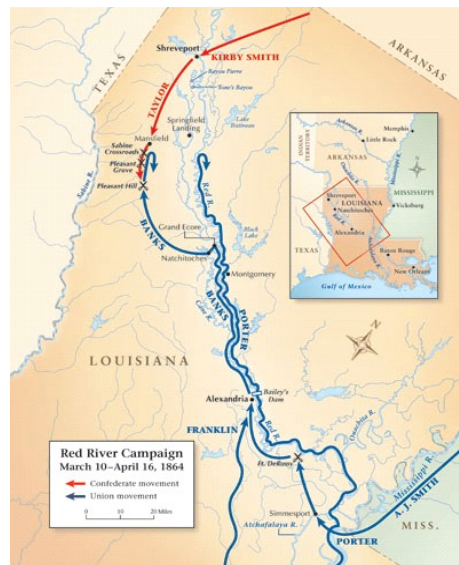 TEXAS
ARKANSAS
Shreveport
KIRBY SMITH
Bayou Pierre
Tone's Bayou
TAYLOR
Springfield
Landing
Mansfield
Sabine
Crossroads
Pleasant
Grove
Pleasant Hill
Sabine R.
Red R.
BANKS
Grand Ecore
Black
Lake
Natchitoches
Montgomery
Cane R.
BANKS
PORTER
LOUISIANA
Alexandria
Bailey's
Dam
FRANKLIN
Red R.
Ouachita R.
Ft. DeRussy
Simmesport
Atchafalaya R.
PORTER
Mississippi R.
A. J. SMITH
MISS.
N
INDIAN
TERRITORY
Arkansas R.
Memphis
Little Rock
ARKANSAS
MISSISSIPPI
Shreveport
LOUISIANA
Natchitoches
Vicksburg
Alexandria
TEXAS
Baton Rouge
New Orleans
Gulf of Mexico
Red River Campaign
March 10–April 16, 1864
Confederate movement
Union movement
0 10 20 Miles